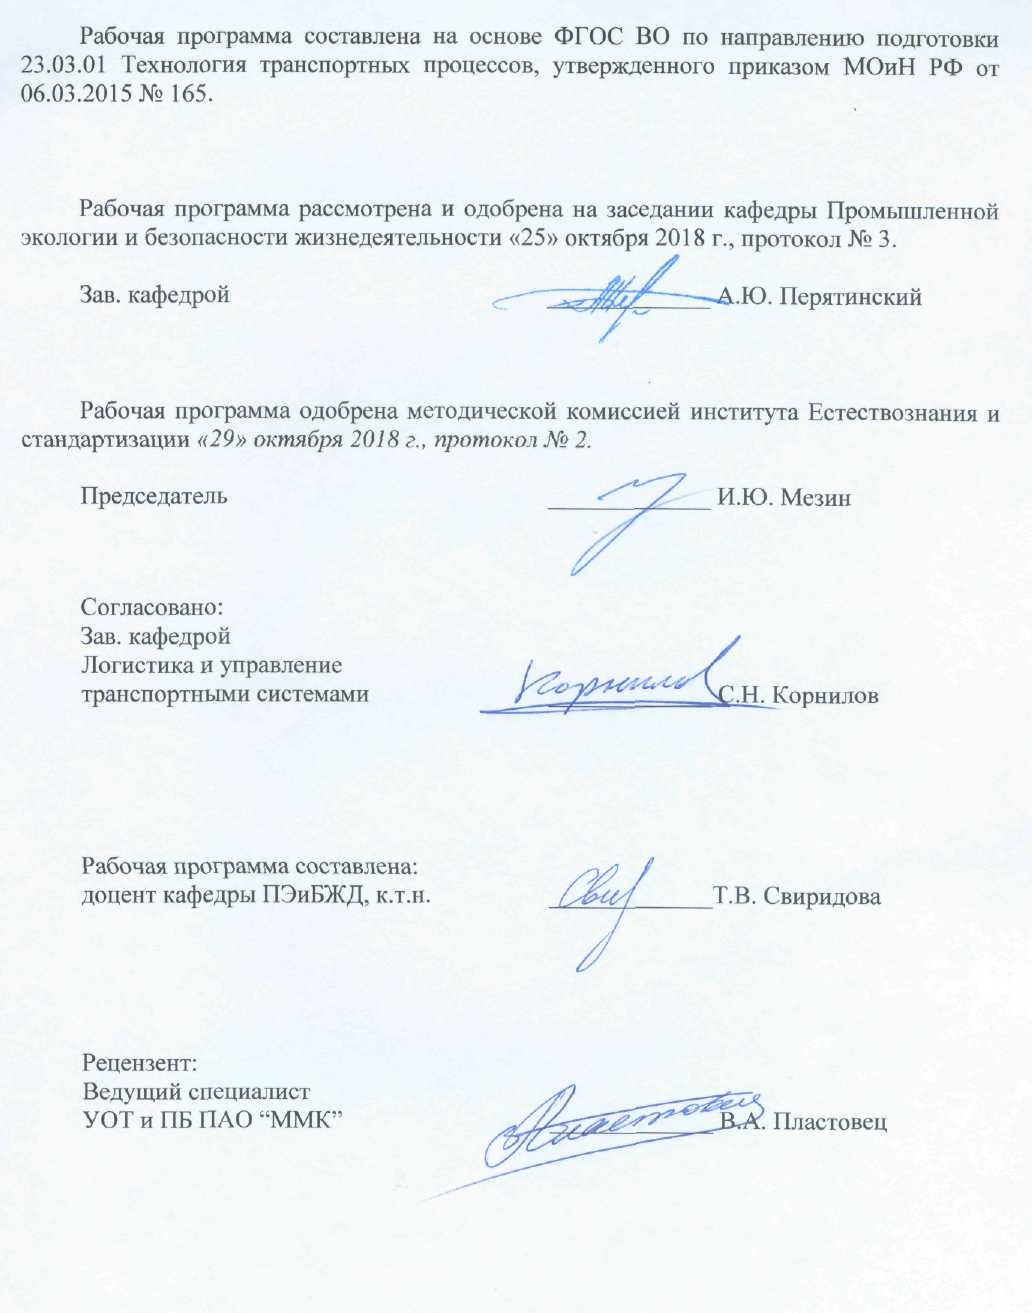 Рабочая программа составлена на основе ФГОС ВО по направлению подготовки
23.03.01 Технология транспортных процессов, утвержденного приказом МОиН РФ от
06.03.2015 № 165.
Рабочая программа рассмотрена и одобрена на заседании кафедры Промышленной
экологии и безопасности жизнедеятельности «25» октября 2018 г., протокол № 3.
Зав. кафедрой А.Ю. Перятинский
Рабочая программа одобрена методической комиссией института Естествознания и
стандартизации «29» октября 2018 г., протокол № 2.
Председатель И.Ю. Мезин
Согласовано:
Зав. кафедрой
Логистика и управление
транспортными системами Корнилов С.Н. Корнилов
Рабочая программа составлена:
доцент кафедры ПЭиБЖД, к.т.н. Т.В. Свиридова
Рецензент:
Ведущий специалист
УОТ и ПБ ПАО “ММК” В.А. Пластовец